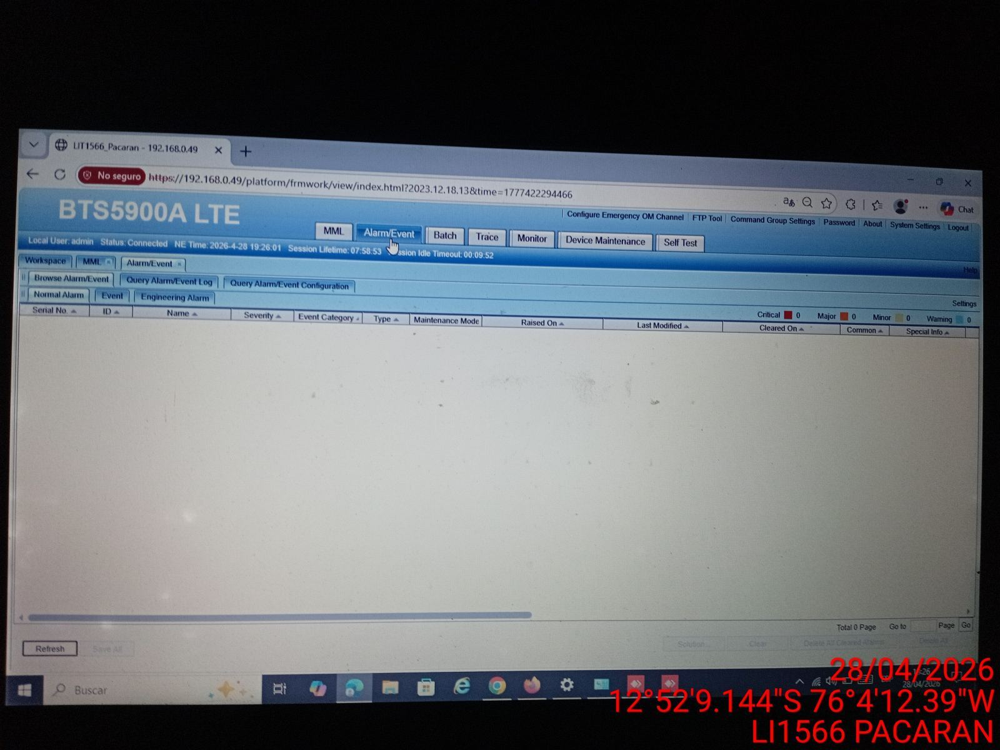 LIT1566_Pacaran - 192.168.0.49
No seguro https://192.168.0.49/platform/frmwork/view/index.html?2023.12.18.13&time=1777422294466
Chat
BTS5900A LTE
Configure Emergency OM Channel FTP Tool Command Group Settings Password About System Settings Logout
MML Alarm/Event Batch Trace Monitor Device Maintenance Self Test
Local User: admin Status: Connected NE Time: 2026-4-28 19:26:01 Session Lifetime: 07:58:53 ssion Idle Timeout: 00:09:52
Workspace MML Alarm/Event
Help
Browse Alarm/Event Query Alarm/Event Log Query Alarm/Event Configuration
Normal Alarm Event Engineering Alarm
Settings
Critical 0 Major 0 Minor 0 Warning 0
Serial No. ID Name Severity Event Category Type Maintenance Mode Raised On Last Modified Cleared On Common Special Info
Total 0 Page Go to Page Go
Refresh Save All Solution... Clear Delete All Cleared Alarms Delete All
Buscar
28/04/2026
28/04/2026
12°52'9.144"S 76°4'12.39"W
LI1566 PACARAN